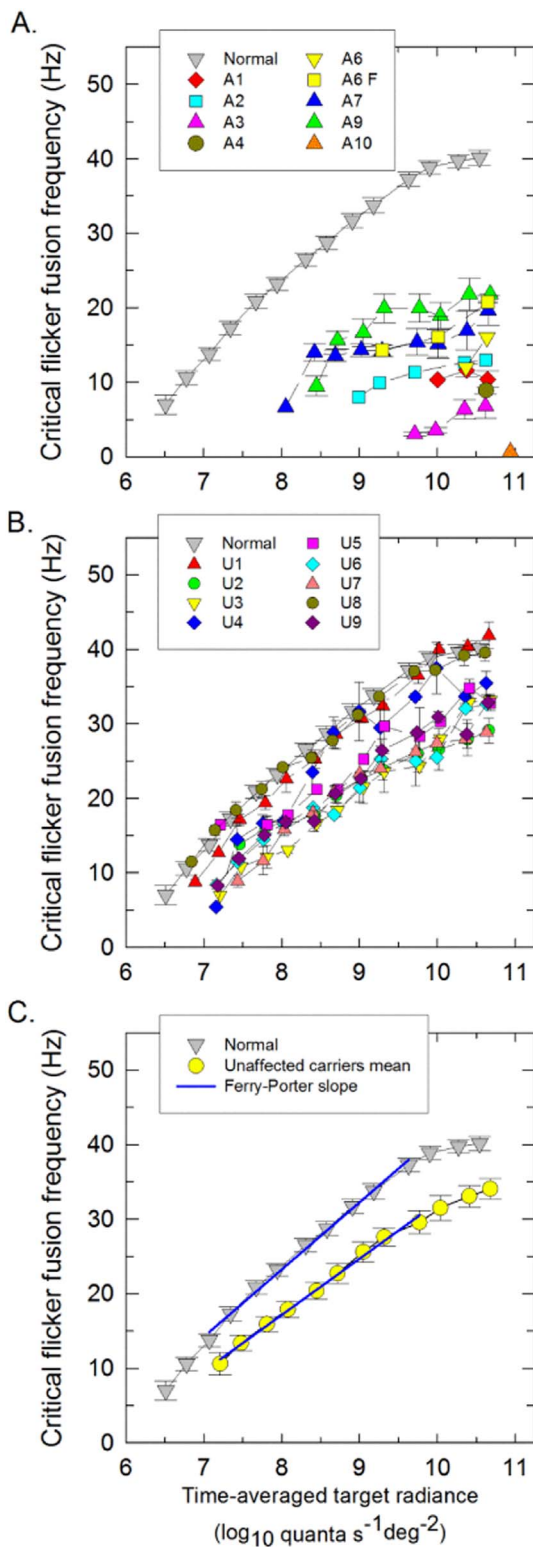 A.
Critical flicker fusion frequency (Hz)
50
40
30
20
10
0
Normal A6
A1 A6 F
A2 A7
A3 A9
A4 A10
6 7 8 9 10 11
B.
Critical flicker fusion frequency (Hz)
50
40
30
20
10
0
Normal U5
U1 U6
U2 U7
U3 U8
U4 U9
6 7 8 9 10 11
C.
Critical flicker fusion frequency (Hz)
50
40
30
20
10
0
Normal
Unaffected carriers mean
Ferry-Porter slope
6 7 8 9 10 11
Time-averaged target radiance
(log10 quanta s-1deg-2)